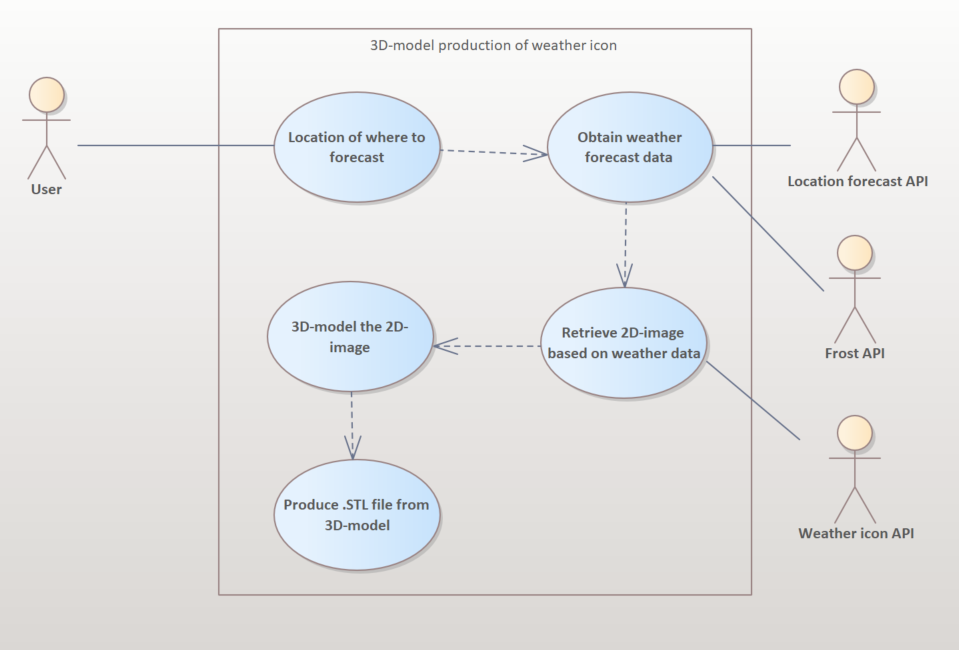 3D-model production of weather icon
Location of where to
forecast
Obtain weather
forecast data
User
Location forecast API
3D-model the 2D-
image
Retrieve 2D-image
based on weather data
Frost API
Produce .STL file from
3D-model
Weather icon API